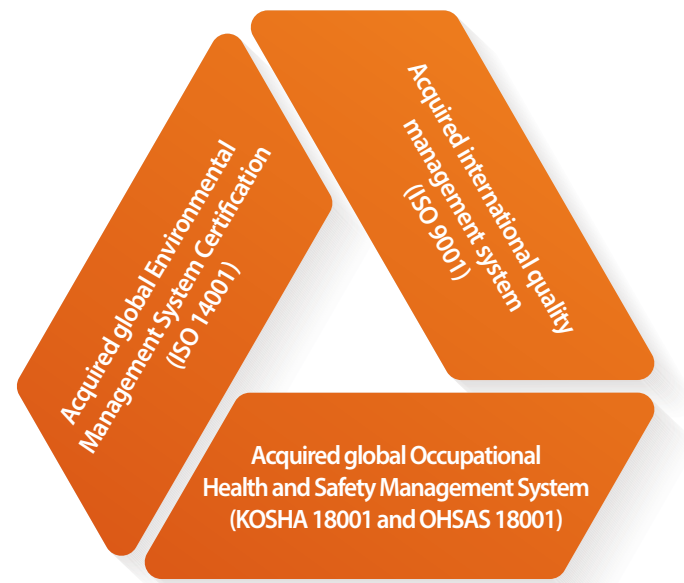 Acquired global Environmental
Management System Certification
(ISO 14001)
Acquired international quality
management system
(ISO 9001)
Acquired global Occupational
Health and Safety Management System
(KOSHA 18001 and OHSAS 18001)